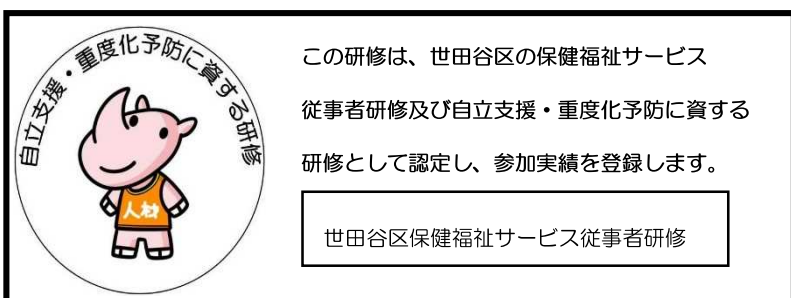 自立支援・重度化予防に資する研修
人材
この研修は、世田谷区の保健福祉サービス
従事者研修及び自立支援・重度化予防に資する
研修として認定し、参加実績を登録します。
世田谷区保健福祉サービス従事者研修